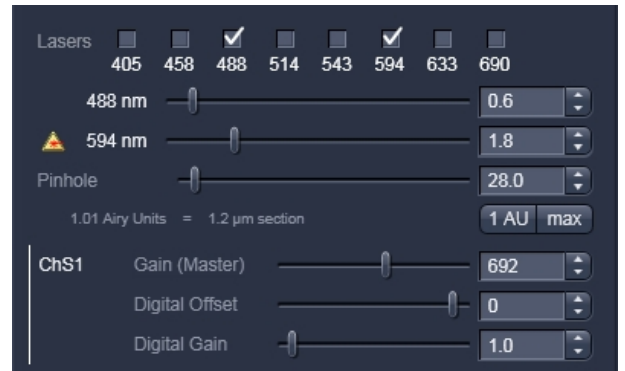 Lasers
405 458 488 514 543 594 633 690
488 nm 0.6
594 nm 1.8
Pinhole 28.0
1.01 Airy Units = 1.2 µm section 1 AU max
ChS1 Gain (Master) 692
Digital Offset 0
Digital Gain 1.0